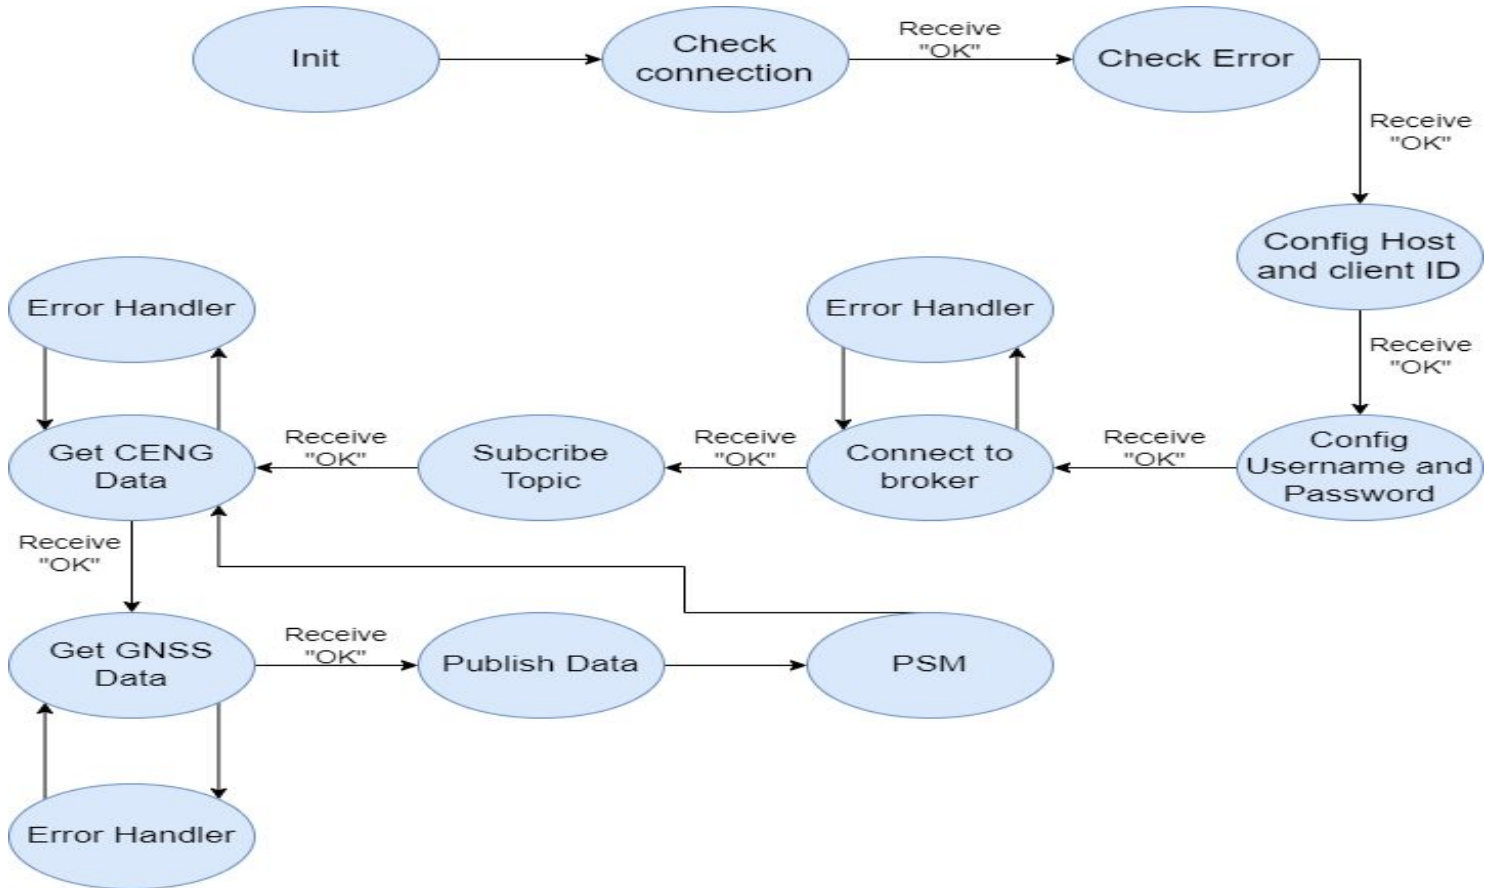 Init
Check
connection
Receive
"OK"
Check Error
Receive
"OK"
Config Host
and client ID
Receive
"OK"
Config
Username and
Password
Receive
"OK"
Error Handler
Connect to
broker
Receive
"OK"
Subcribe
Topic
Receive
"OK"
Error Handler
Get CENG
Data
Receive
"OK"
Get GNSS
Data
Receive
"OK"
Publish Data
PSM
Error Handler